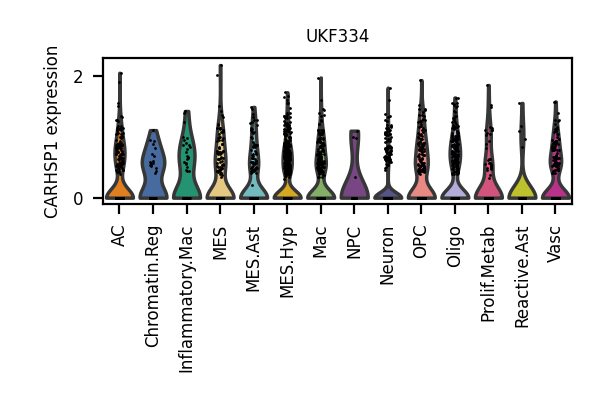 UKF334
CARHSP1 expression
2
0
AC
Chromatin.Reg
Inflammatory.Mac
MES
MES.Ast
MES.Hyp
Mac
NPC
Neuron
OPC
Oligo
Prolif.Metab
Reactive.Ast
Vasc